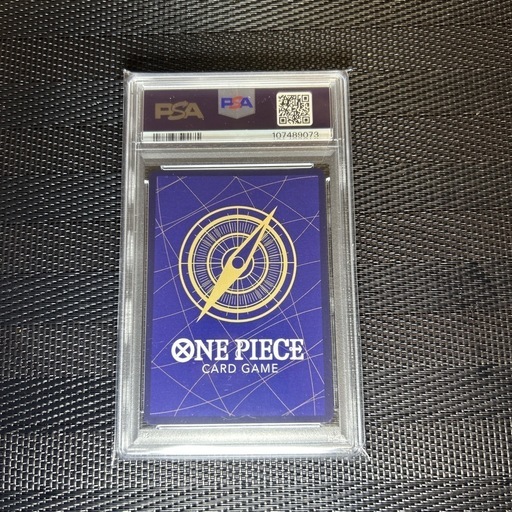 PSA
PSA
107489073
ONE PIECE
CARD GAME